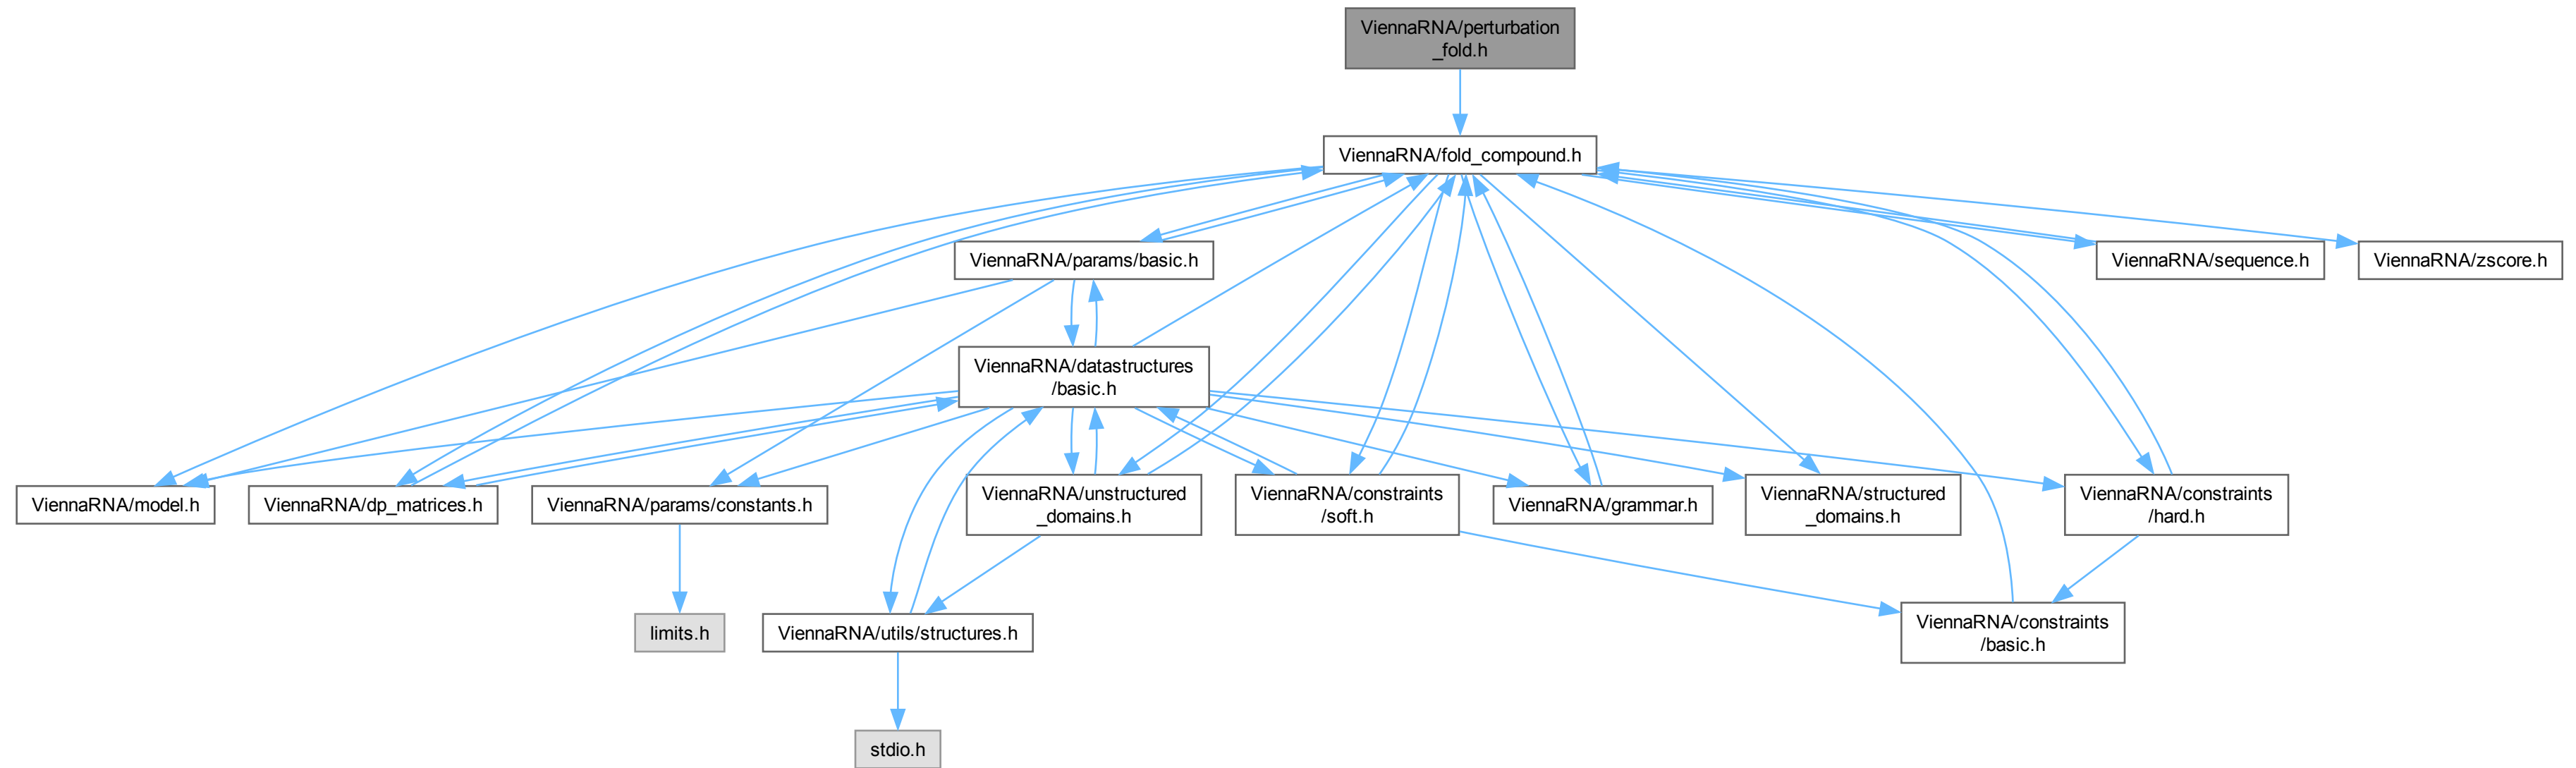 ViennaRNA/perturbation
_fold.h
ViennaRNA/fold_compound.h
ViennaRNA/params/basic.h
ViennaRNA/sequence.h
ViennaRNA/zscore.h
ViennaRNA/datastructures
/basic.h
ViennaRNA/model.h
ViennaRNA/dp_matrices.h
ViennaRNA/params/constants.h
ViennaRNA/unstructured
_domains.h
ViennaRNA/constraints
/soft.h
ViennaRNA/grammar.h
ViennaRNA/structured
_domains.h
ViennaRNA/constraints
/hard.h
limits.h
ViennaRNA/utils/structures.h
ViennaRNA/constraints
/basic.h
stdio.h